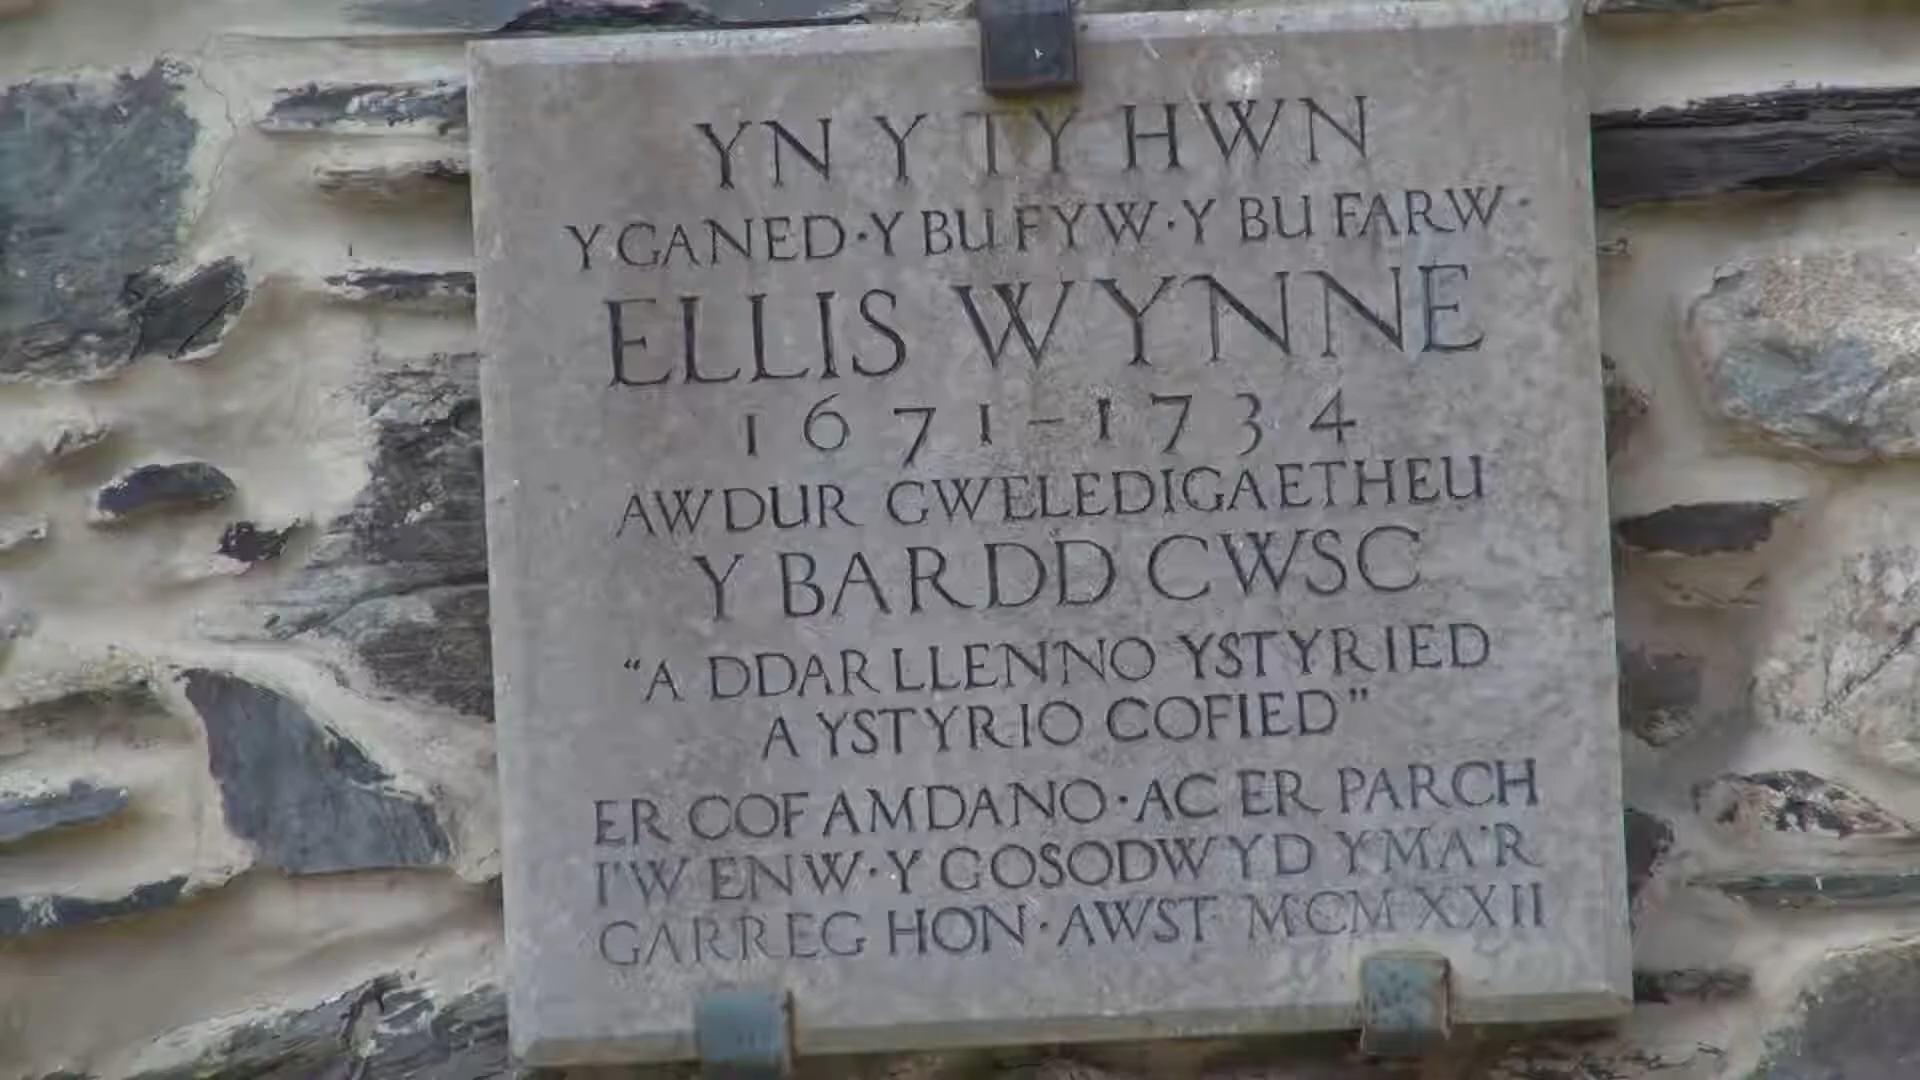 YN Y TY HWN
Y GANED · Y BU FYW · Y BU FARW ·
ELLIS WYNNE
1671–1734
AWDUR GWELEDIGAETHEU
Y BARDD CWSC
“A DDARLLENNO YSTYRIED
A YSTYRIO COFIED”
ER COF AMDANO · AC ER PARCH
I'W ENW · Y GOSODWYD YMA'R
GARREG HON · AWST MCMXXII